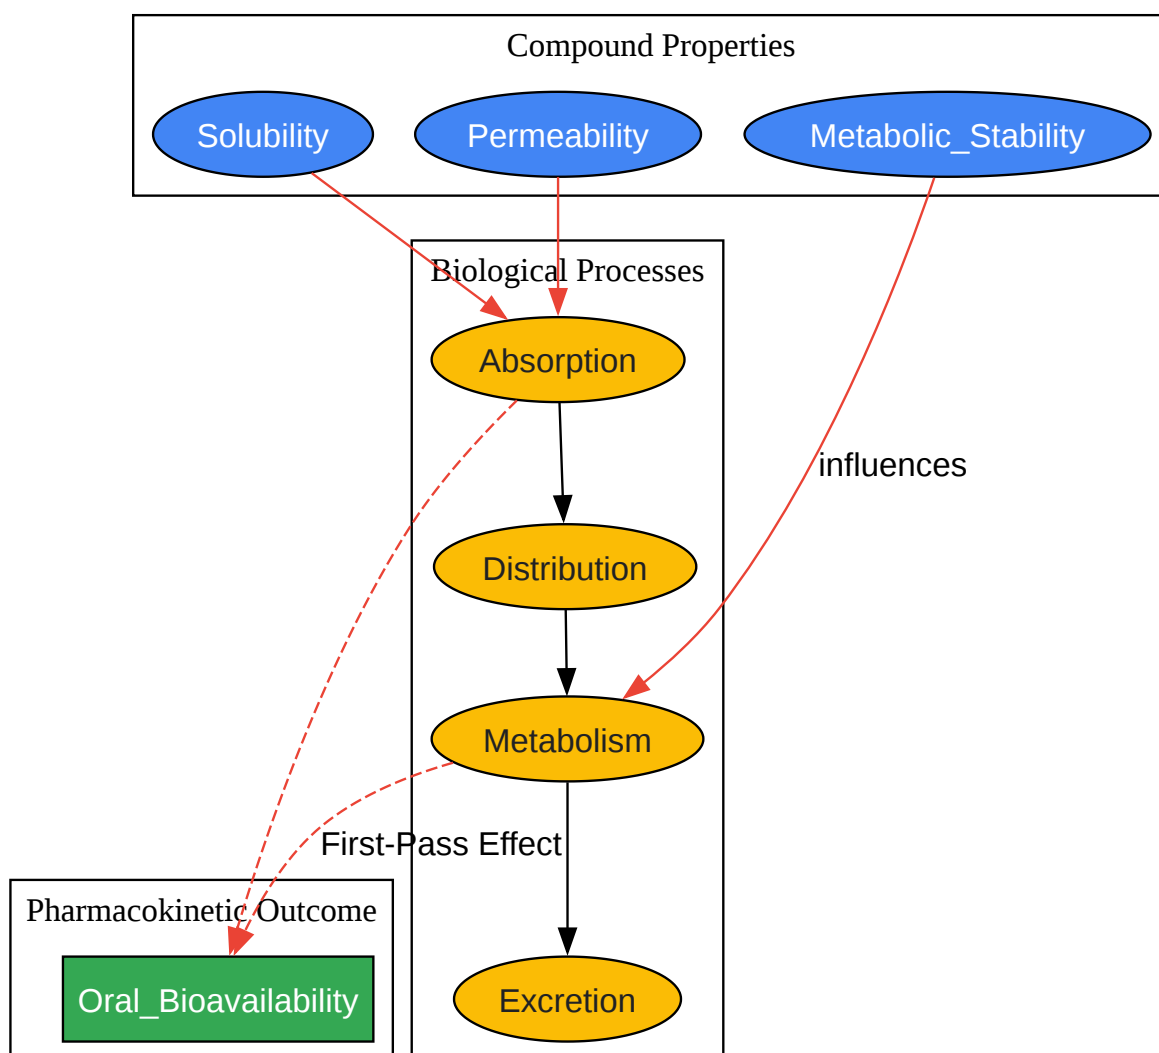 Compound Properties
Solubility
Permeability
Metabolic_Stability
Biological Processes
Absorption
influences
Distribution
Metabolism
First-Pass Effect
Pharmacokinetic Outcome
Oral_Bioavailability
Excretion